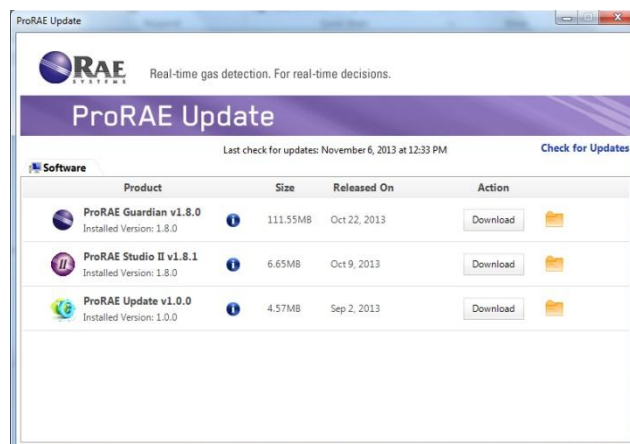 ProRAE Update
RAE
SYSTEMS
Real-time gas detection. For real-time decisions.
ProRAE Update
Last check for updates: November 6, 2013 at 12:33 PM
Check for Updates
Software
Product Size Released On Action
ProRAE Guardian v1.8.0
Installed Version: 1.8.0
111.55MB Oct 22, 2013 Download
ProRAE Studio II v1.8.1
Installed Version: 1.8.0
6.65MB Oct 9, 2013 Download
ProRAE Update v1.0.0
Installed Version: 1.0.0
4.57MB Sep 2, 2013 Download